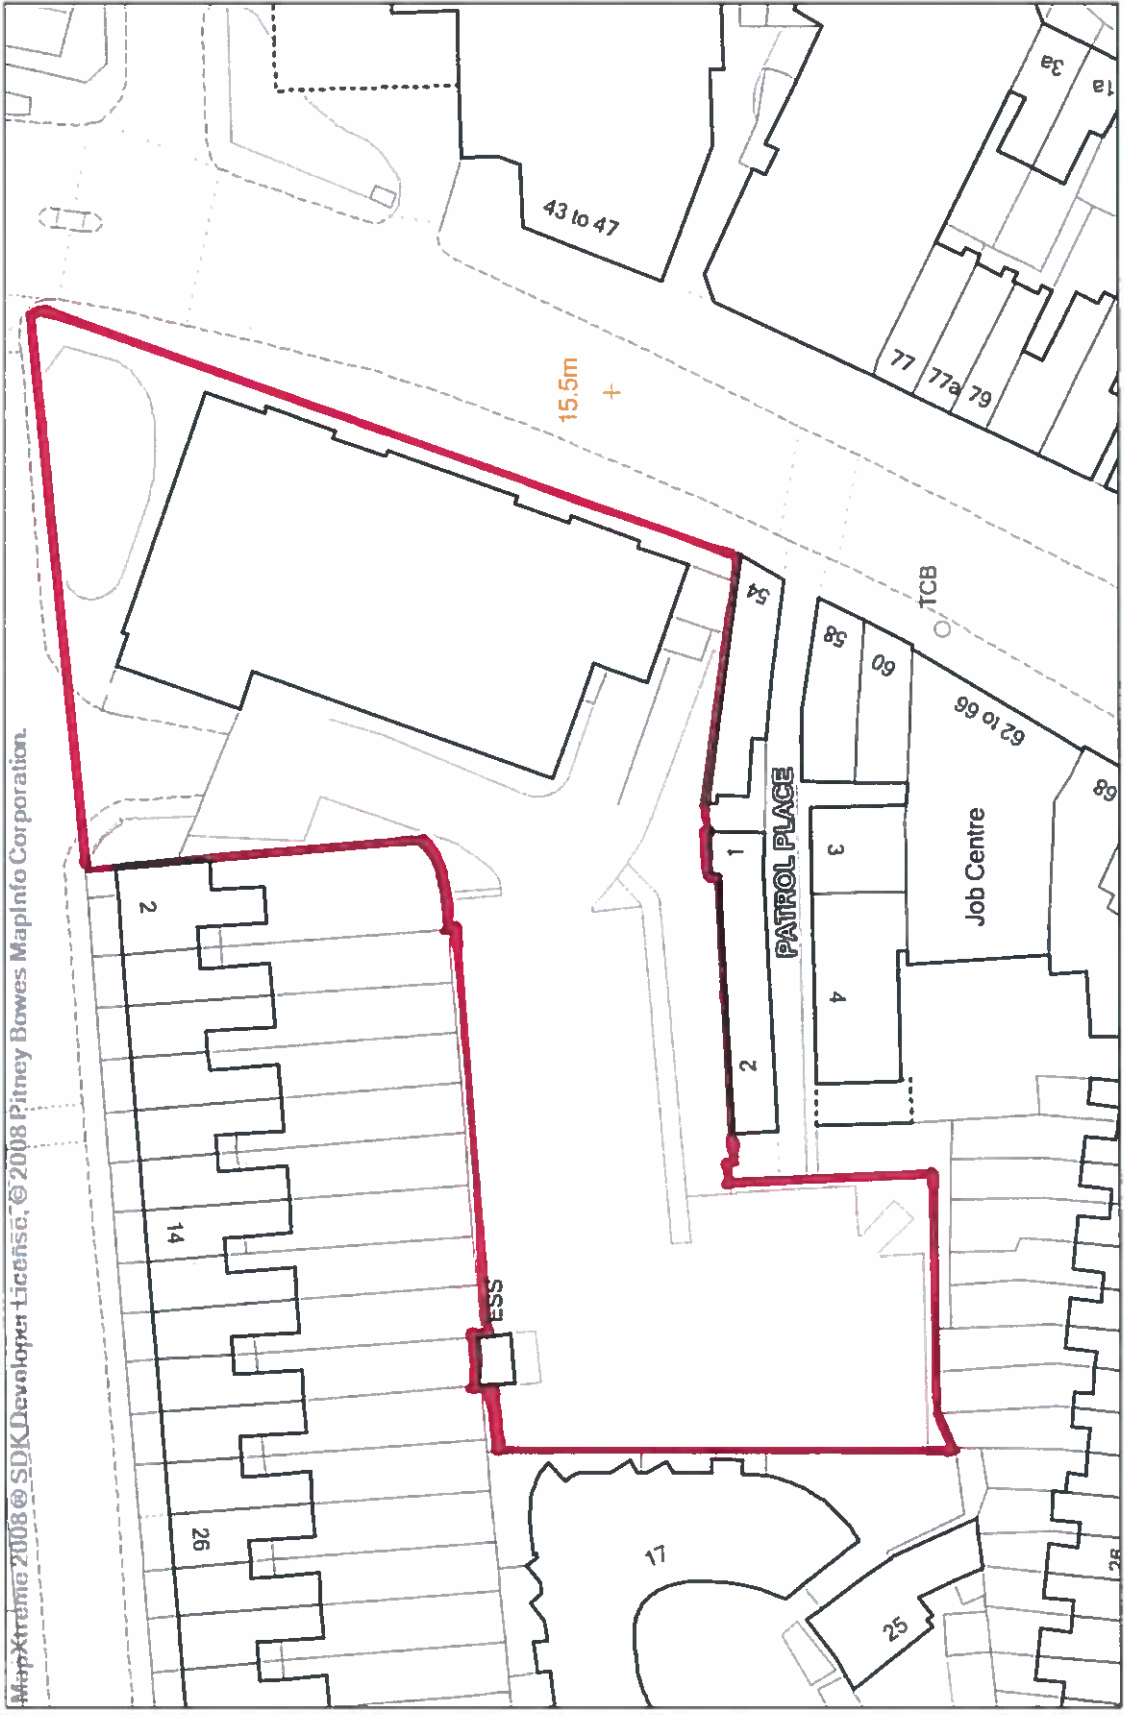 MapXtreme 2008 ® SDK Developer License, © 2008 Pitney Bowes MapInfo Corporation.
3a
1a
43 to 47
77
77a
79
15.5m
54
TCB
58
60
62 to 66
68
PATROL PLACE
1
3
Job Centre
2
4
2
14
ESS
26
17
25